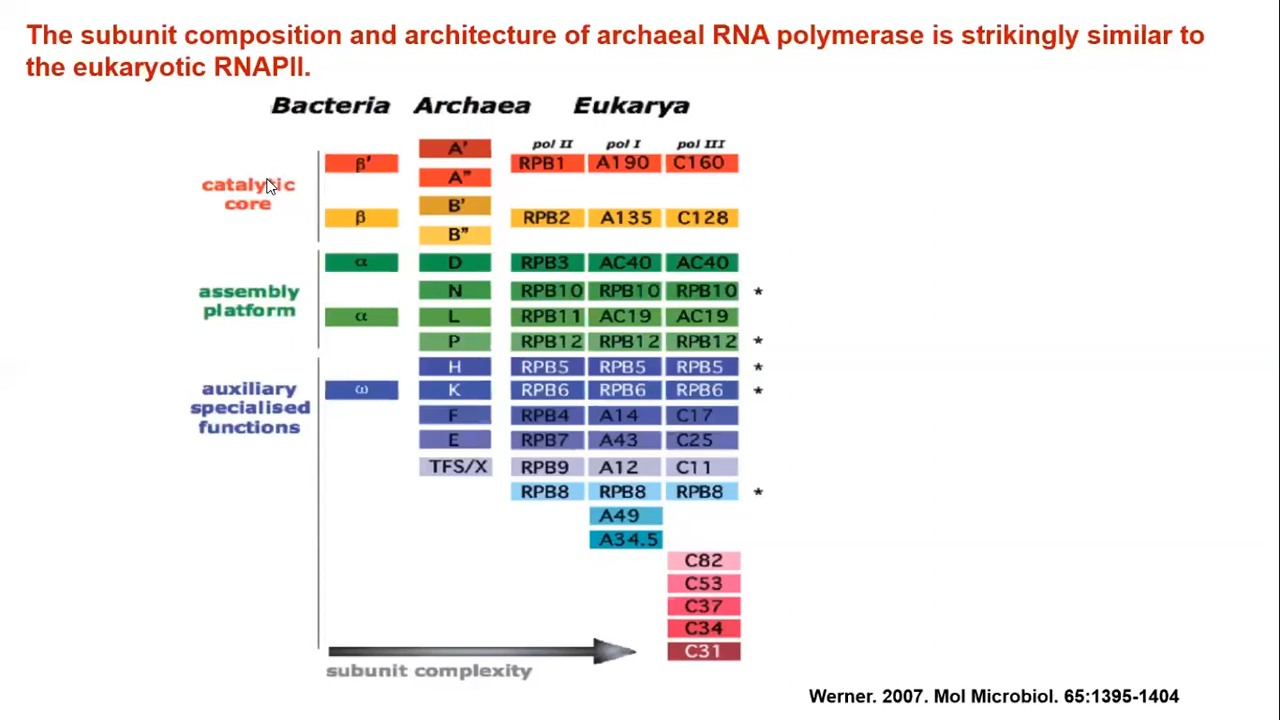 The subunit composition and architecture of archaeal RNA polymerase is strikingly similar to
the eukaryotic RNAPII.
Bacteria Archaea Eukarya
pol II pol I pol III
A'
β' RPB1 A190 C160
A"
catalytic
core
B'
β RPB2 A135 C128
B"
α D RPB3 AC40 AC40
assembly
platform
N RPB10 RPB10 RPB10 *
α L RPB11 AC19 AC19
P RPB12 RPB12 RPB12 *
H RPB5 RPB5 RPB5 *
auxiliary
specialised
functions
ω K RPB6 RPB6 RPB6 *
F RPB4 A14 C17
E RPB7 A43 C25
TFS/X RPB9 A12 C11
RPB8 RPB8 RPB8 *
A49
A34.5
C82
C53
C37
C34
C31
subunit complexity
Werner. 2007. Mol Microbiol. 65:1395-1404